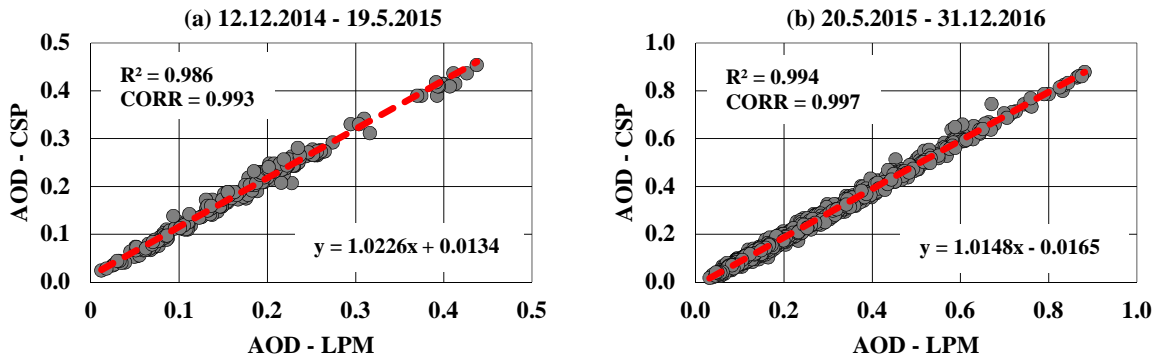 (a) 12.12.2014 - 19.5.2015
0.5
0.4
0.3
0.2
0.1
0.0
AOD - CSP
R² = 0.986
CORR = 0.993
y = 1.0226x + 0.0134
0 0.1 0.2 0.3 0.4 0.5
AOD - LPM
(b) 20.5.2015 - 31.12.2016
1.0
0.8
0.6
0.4
0.2
0.0
AOD - CSP
R² = 0.994
CORR = 0.997
y = 1.0148x - 0.0165
0.0 0.2 0.4 0.6 0.8 1.0
AOD - LPM